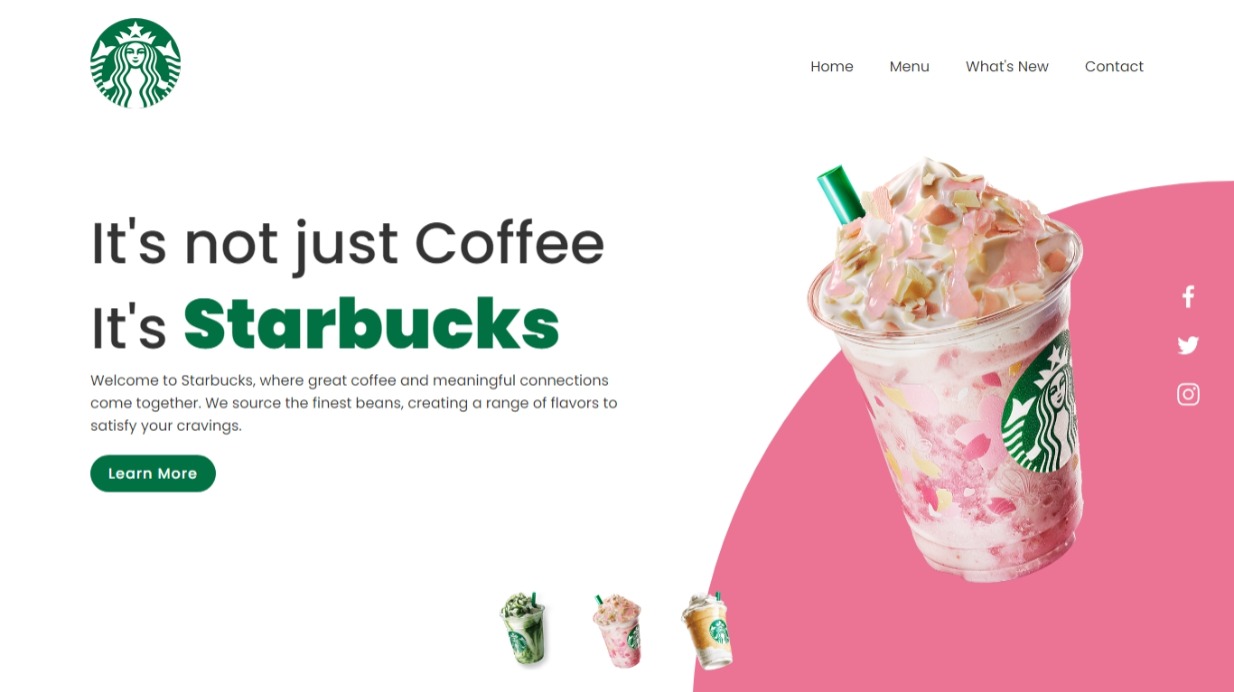 Home Menu What's New Contact
It's not just Coffee
It's Starbucks
Welcome to Starbucks, where great coffee and meaningful connections
come together. We source the finest beans, creating a range of flavors to
satisfy your cravings.
Learn More